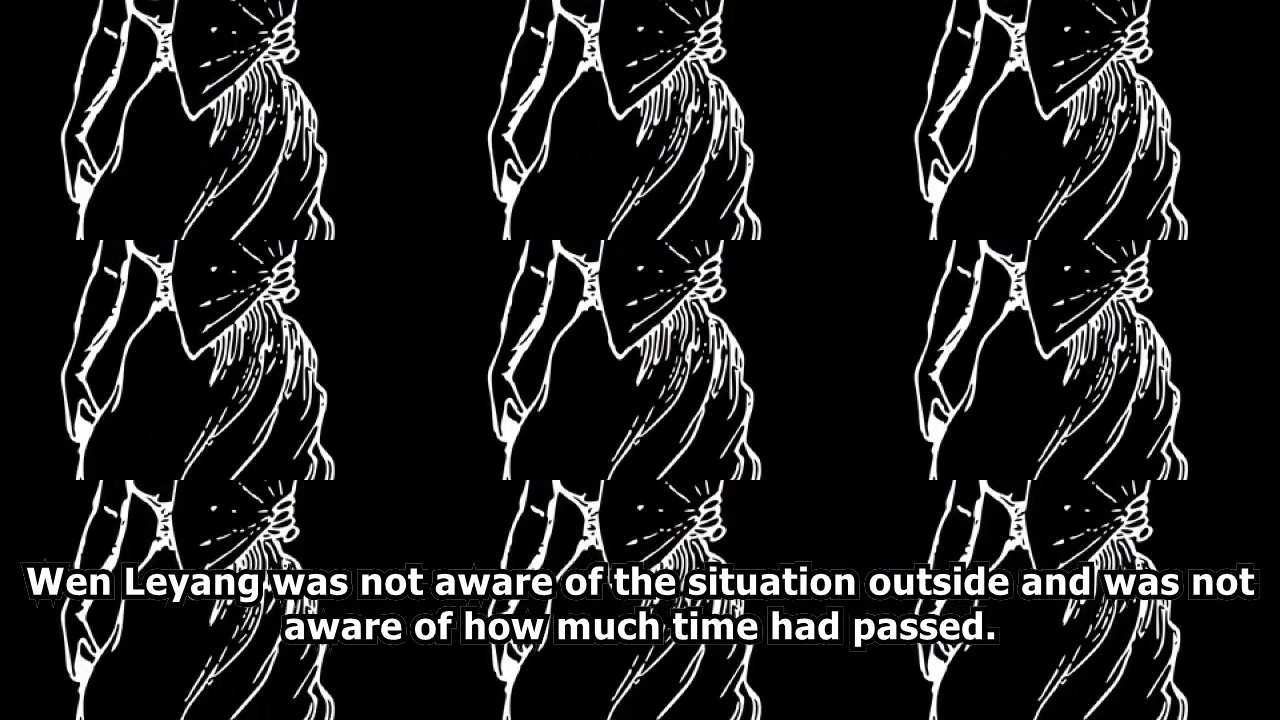 Wen Leyang was not aware of the situation outside and was not
aware of how much time had passed.